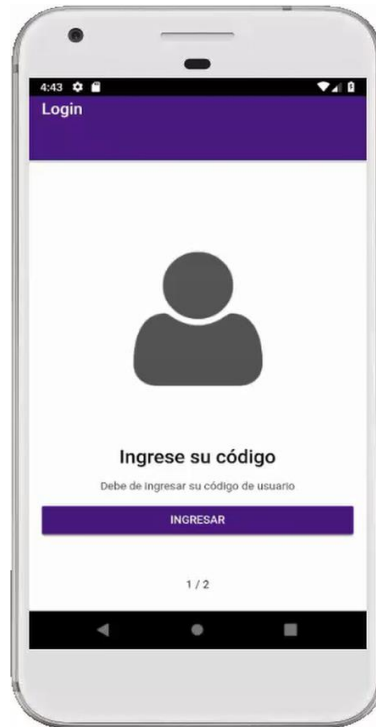 4:43
Login
Ingrese su código
Debe de ingresar su código de usuario
INGRESAR
1 / 2